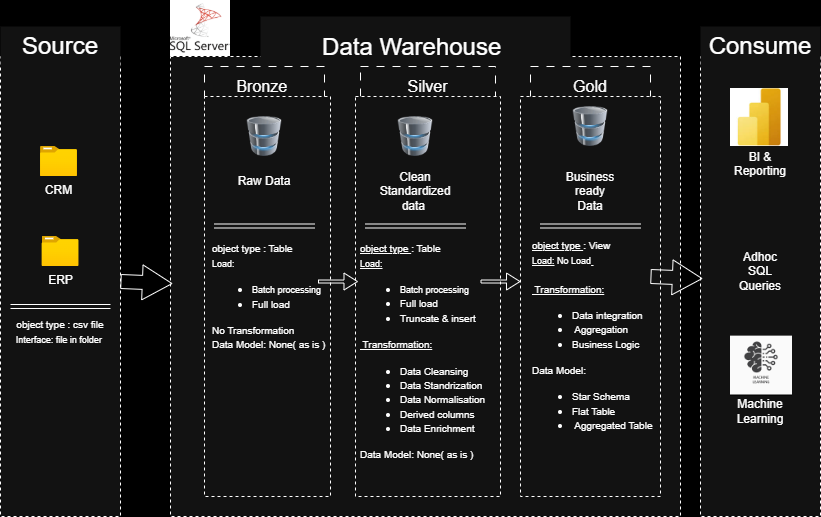 Source
CRM
ERP
object type : csv file
Interface: file in folder
Microsoft
SQL Server
Data Warehouse
Bronze
Raw Data
object type : Table
Load:
Batch processing
Full load
No Transformation
Data Model: None( as is )
Silver
Clean
Standardized
data
object type : Table
Load:
Batch processing
Full load
Truncate & insert
Transformation:
Data Cleansing
Data Standrization
Data Normalisation
Derived columns
Data Enrichment
Data Model: None( as is )
Gold
Business
ready
Data
object type : View
Load: No Load
Transformation:
Data integration
Aggregation
Business Logic
Data Model:
Star Schema
Flat Table
Aggregated Table
Consume
BI &
Reporting
Adhoc
SQL
Queries
MACHINE
LEARNING
Machine
Learning